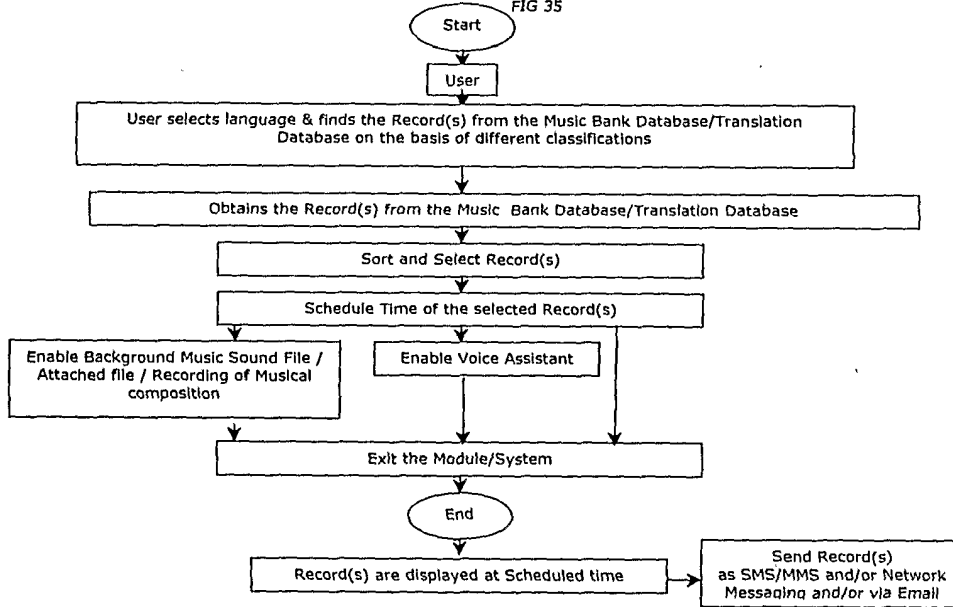 FIG 35
Start
User
User selects language & finds the Record(s) from the Music Bank Database/Translation
Database on the basis of different classifications
Obtains the Record(s) from the Music Bank Database/Translation Database
Sort and Select Record(s)
Schedule Time of the selected Record(s)
Enable Background Music Sound File /
Attached file / Recording of Musical
composition
Enable Voice Assistant
Exit the Module/System
End
Record(s) are displayed at Scheduled time
Send Record(s)
as SMS/MMS and/or Network
Messaging and/or via Email